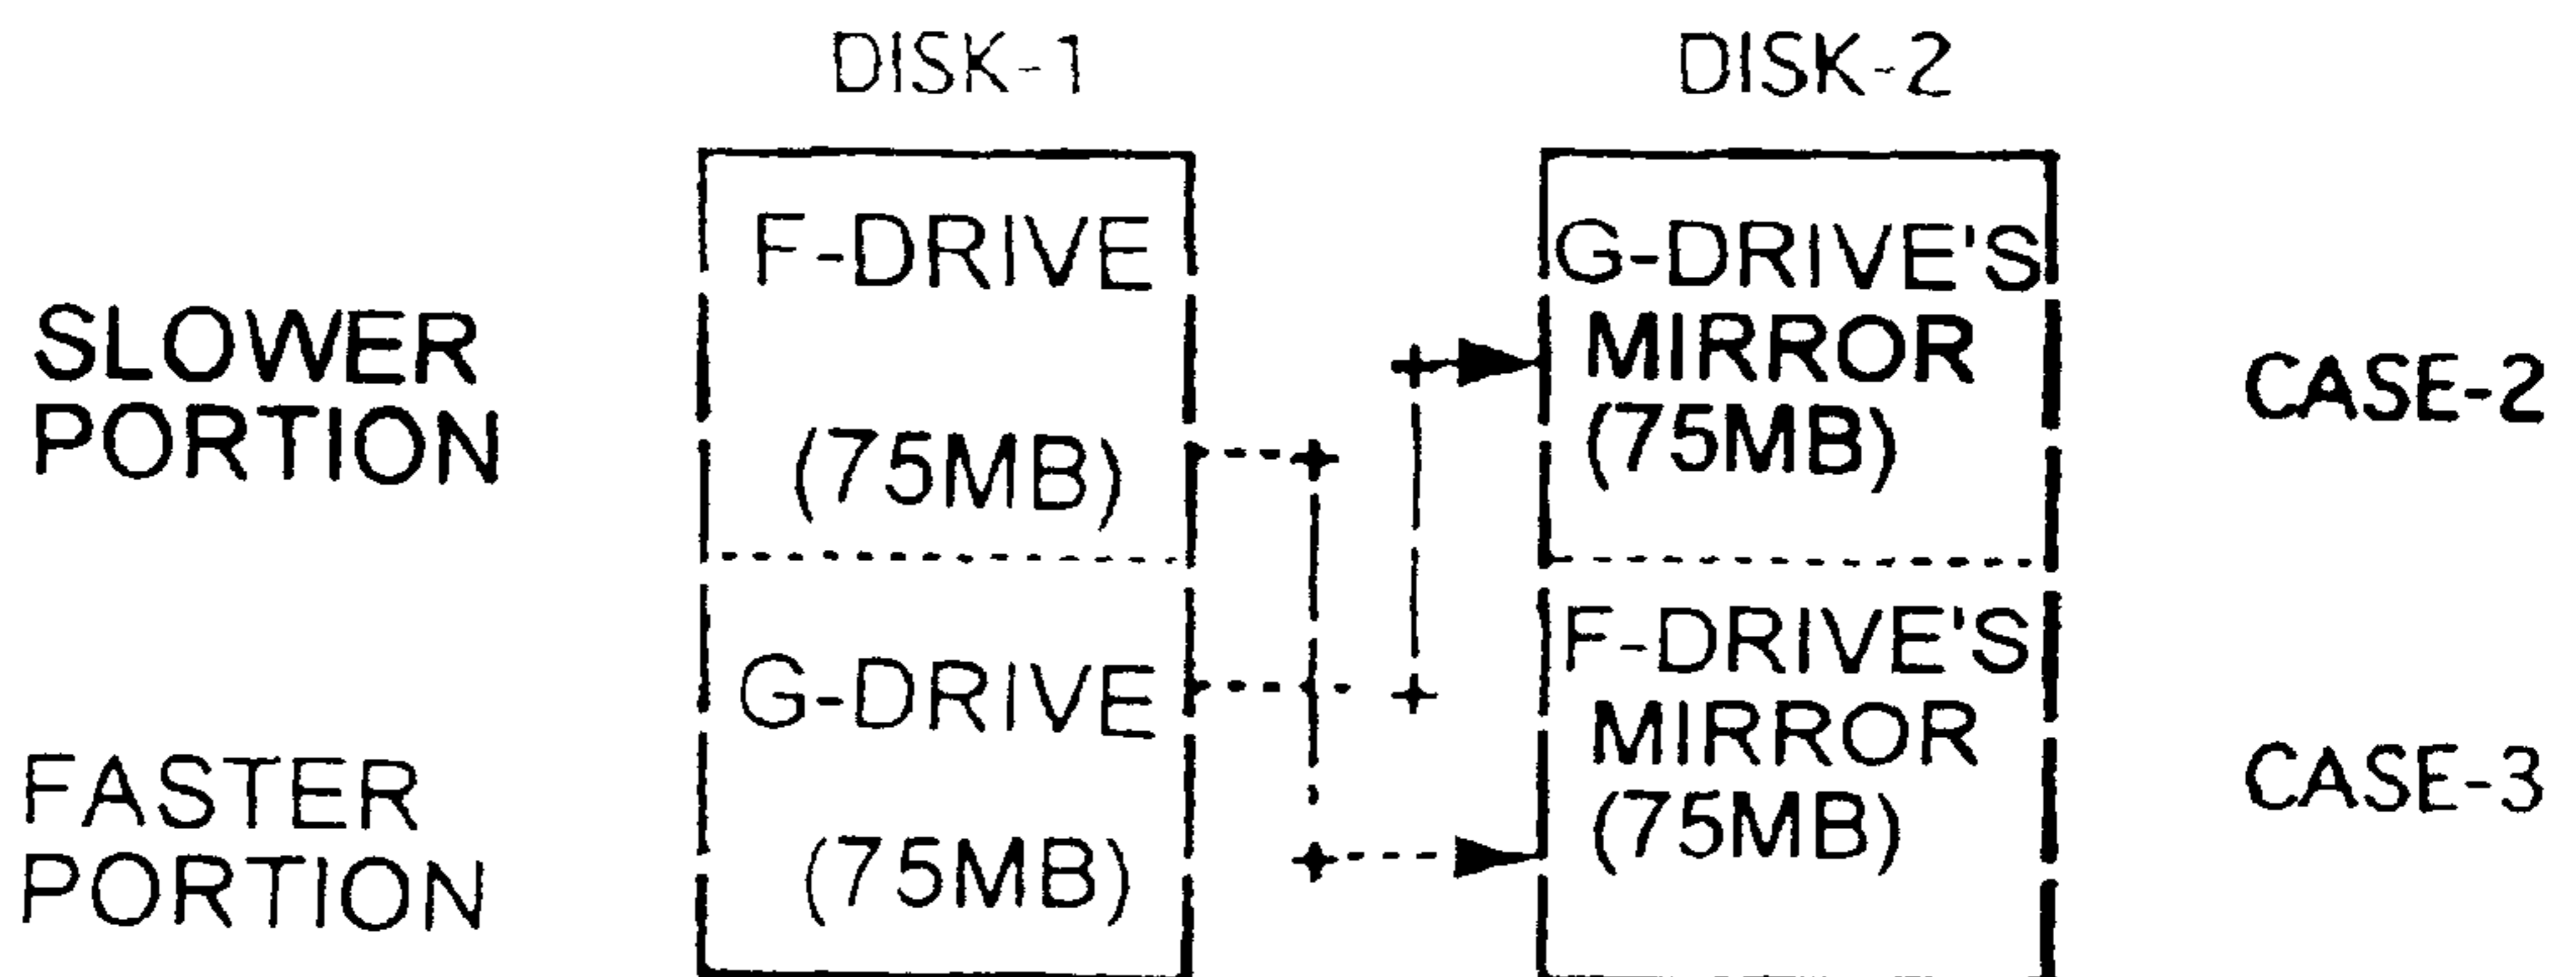 DISK-1
DISK-2
SLOWER
PORTION
F-DRIVE
(75MB)
G-DRIVE'S
MIRROR
(75MB)
CASE-2
FASTER
PORTION
G-DRIVE
(75MB)
F-DRIVE'S
MIRROR
(75MB)
CASE-3